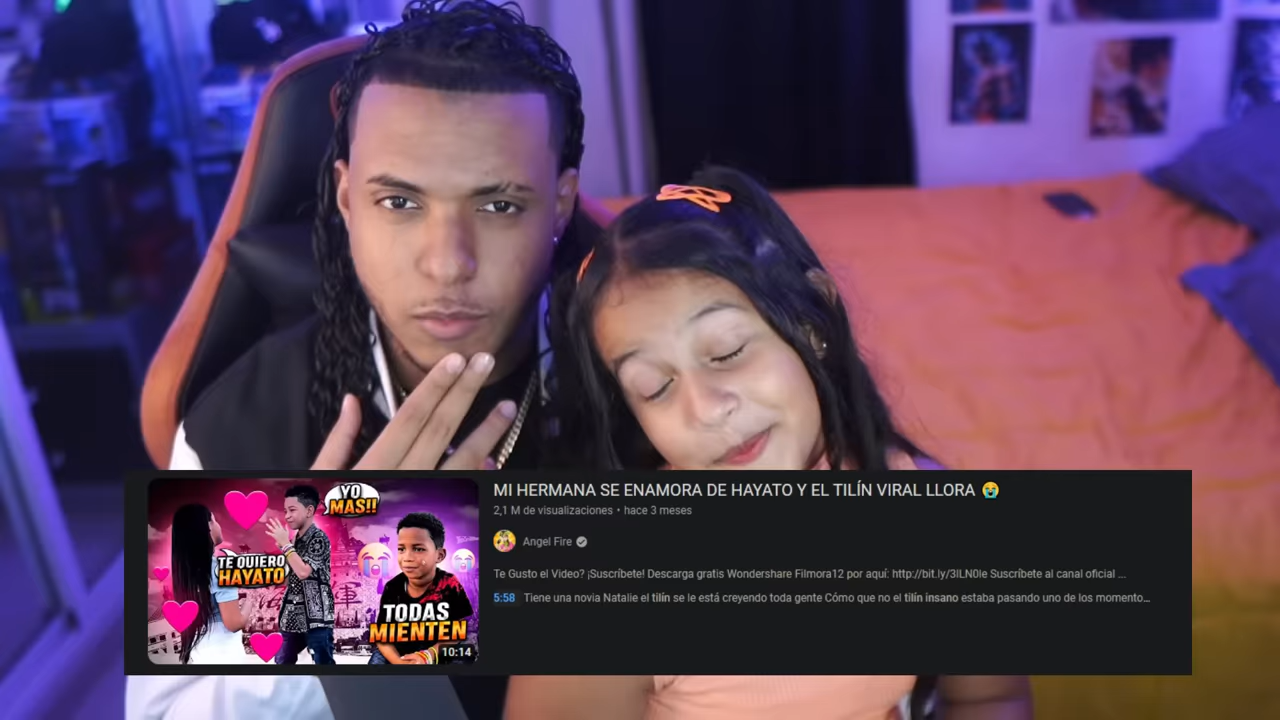 MI HERMANA SE ENAMORA DE HAYATO Y EL TILÍN VIRAL LLORA 😭
2,1 M de visualizaciones • hace 3 meses
YO
MAS!!
Angel Fire
TE QUIERO
HAYATO
Te Gusto el Video? ¡Suscríbete! Descarga gratis Wondershare Filmora12 por aquí: http://bit.ly/3ILN0Ie Suscríbete al canal oficial ...
5:58 Tiene una novia Natalie el tilín se le está creyendo toda gente Cómo que no el tilín insano estaba pasando uno de los momento...
TODAS
MIENTEN
10:14